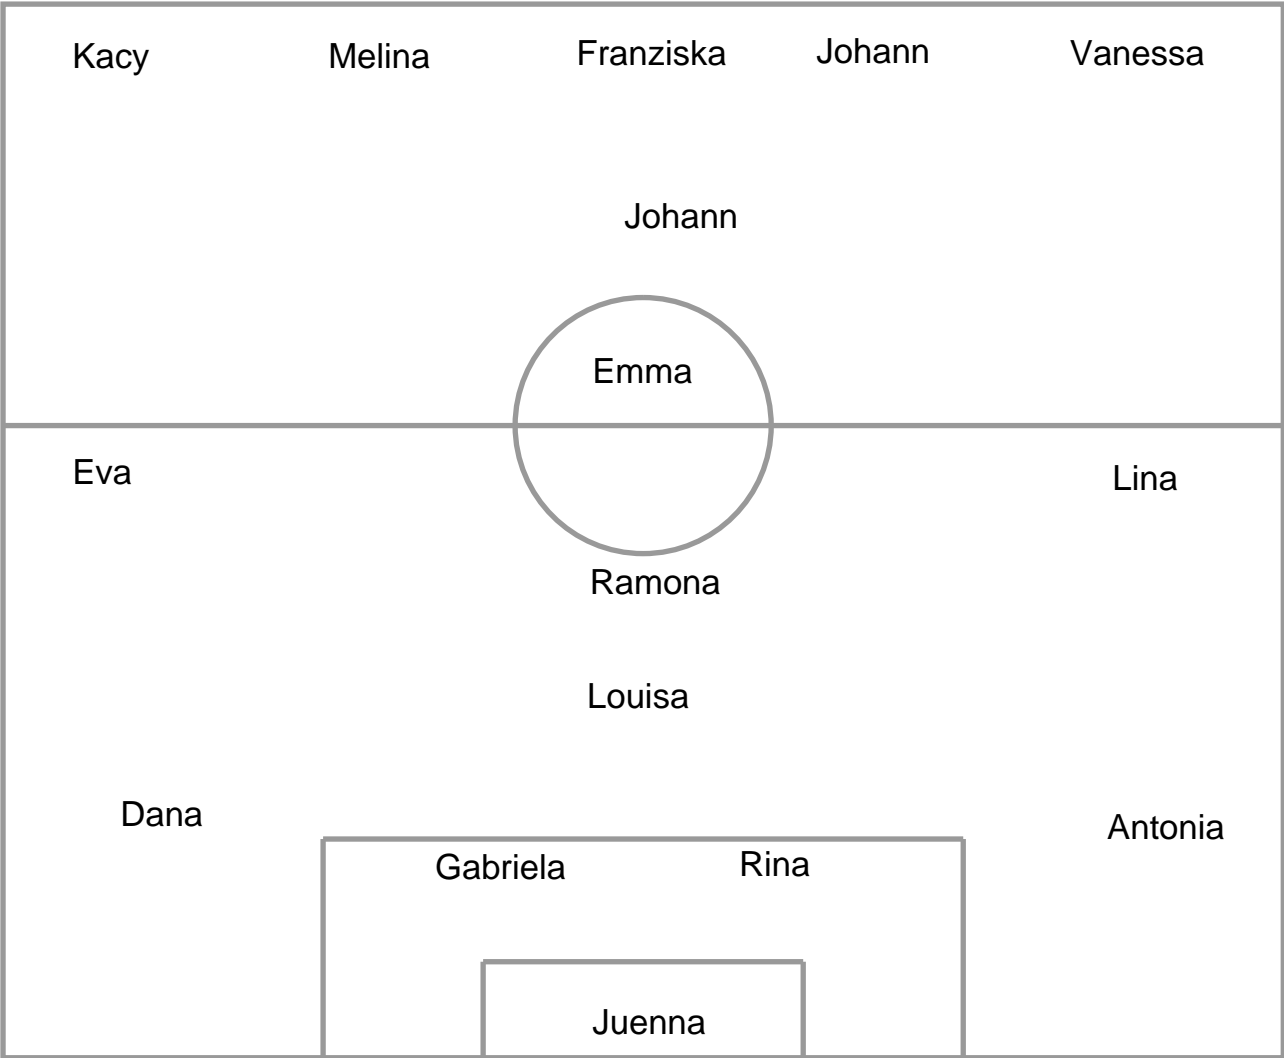 Kacy Melina Franziska Johann Vanessa
Johann
Emma
Eva Lina
Ramona
Louisa
Dana Antonia
Gabriela Rina
Juenna